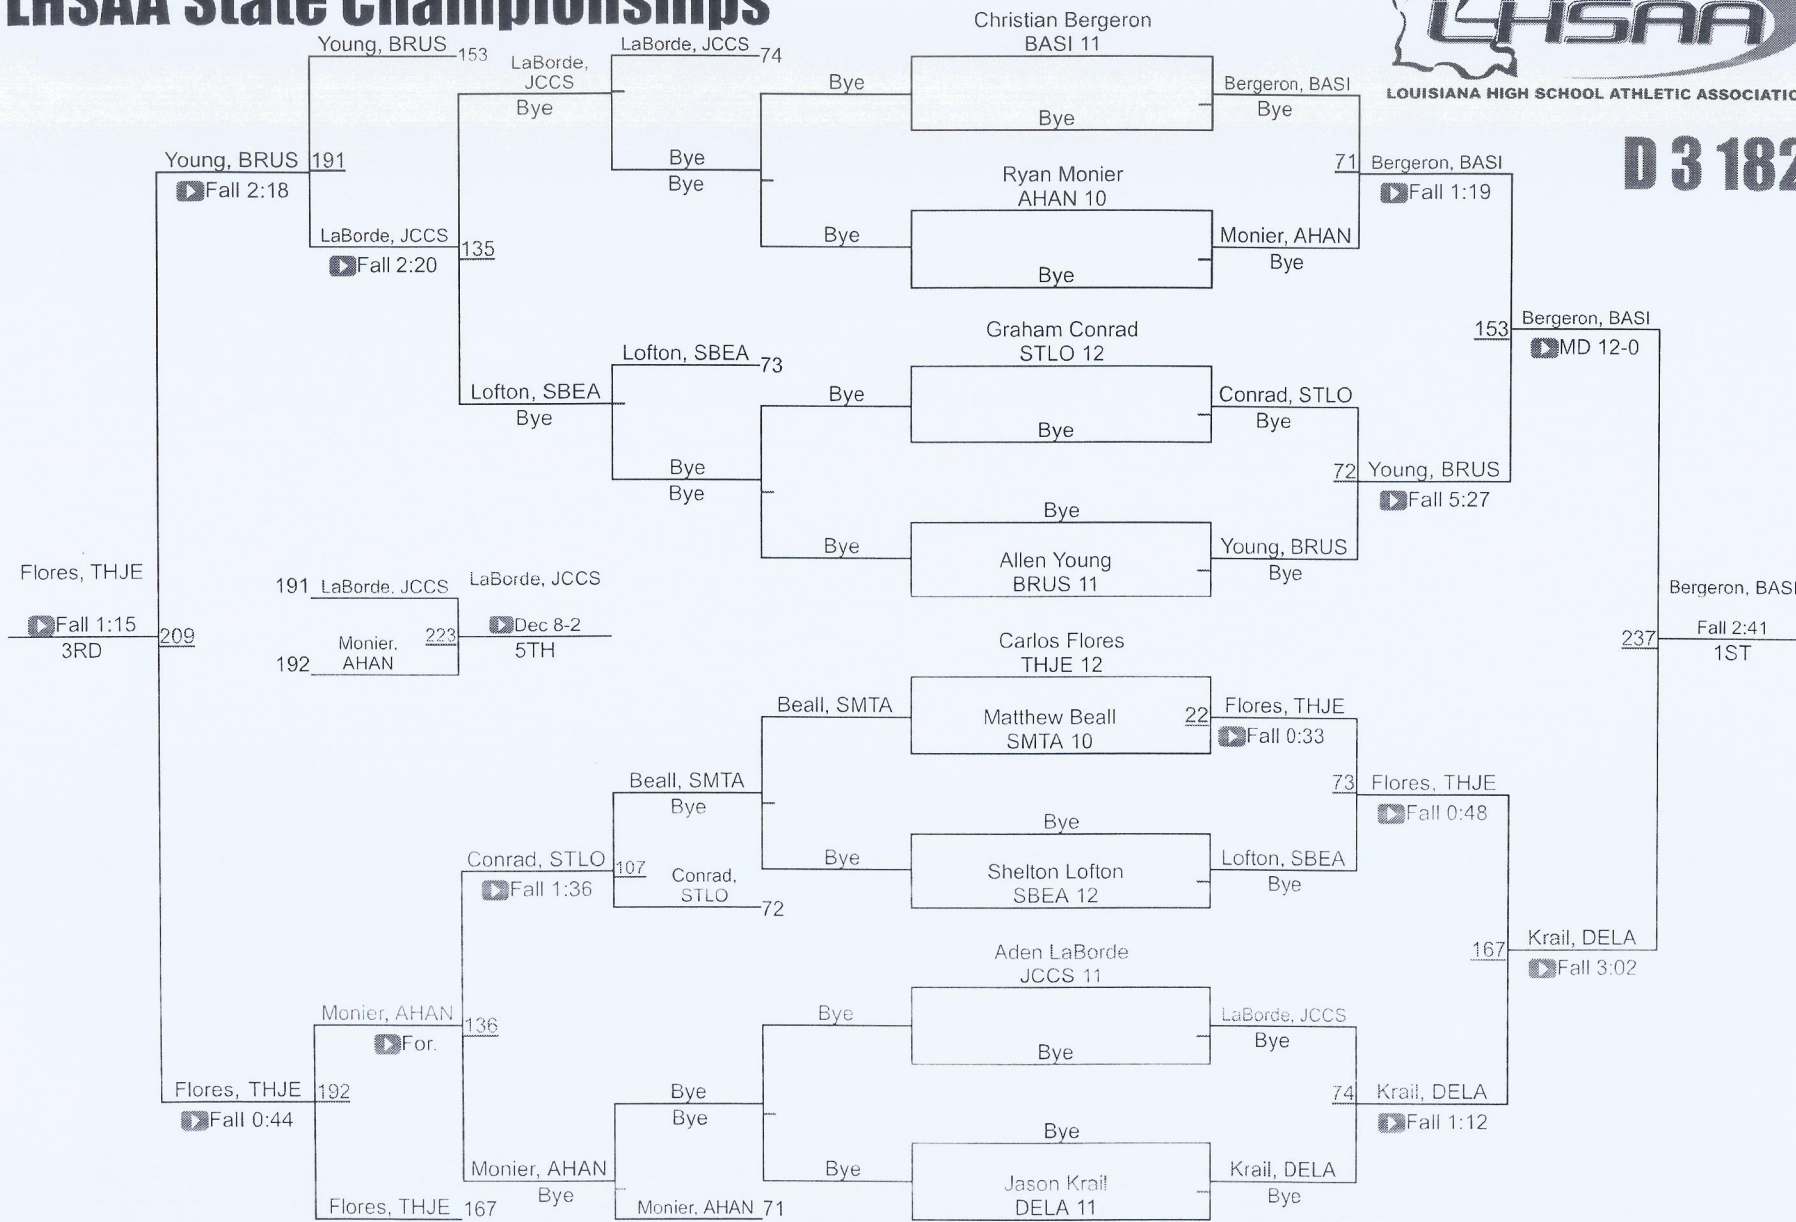 LHSAA State Championships
LHSAA
LOUISIANA HIGH SCHOOL ATHLETIC ASSOCIATIO
D 3 182
Young, BRUS
153
Young, BRUS
191
Fall 2:18
LaBorde, JCCS
135
Fall 2:20
LaBorde,
JCCS
Bye
LaBorde, JCCS
74
Bye
Bye
Lofton, SBEA
Bye
Lofton, SBEA
73
Bye
Bye
Bye
Bye
Bye
Bye
Christian Bergeron
BASI 11
Bye
Ryan Monier
AHAN 10
Bye
Graham Conrad
STLO 12
Bye
Bye
Allen Young
BRUS 11
Bergeron, BASI
Bye
71
Bergeron, BASI
Fall 1:19
Monier, AHAN
Bye
Conrad, STLO
Bye
72
Young, BRUS
Fall 5:27
Young, BRUS
Bye
153
Bergeron, BASI
MD 12-0
Flores, THJE
Fall 1:15
3RD
209
191
LaBorde, JCCS
192
Monier,
AHAN
223
LaBorde, JCCS
Dec 8-2
5TH
Bergeron, BASI
237
Fall 2:41
1ST
Carlos Flores
THJE 12
Matthew Beall
SMTA 10
22
Flores, THJE
Fall 0:33
Beall, SMTA
Beall, SMTA
Bye
Bye
Bye
Shelton Lofton
SBEA 12
Lofton, SBEA
Bye
73
Flores, THJE
Fall 0:48
Conrad, STLO
107
Fall 1:36
Conrad,
STLO
72
Aden LaBorde
JCCS 11
Bye
LaBorde, JCCS
Bye
167
Krail, DELA
Fall 3:02
Monier, AHAN
136
For.
Bye
Bye
Bye
Bye
Bye
Jason Krail
DELA 11
Krail, DELA
Bye
74
Krail, DELA
Fall 1:12
Flores, THJE
192
Fall 0:44
Monier, AHAN
Bye
Flores, THJE
167
Monier, AHAN
71